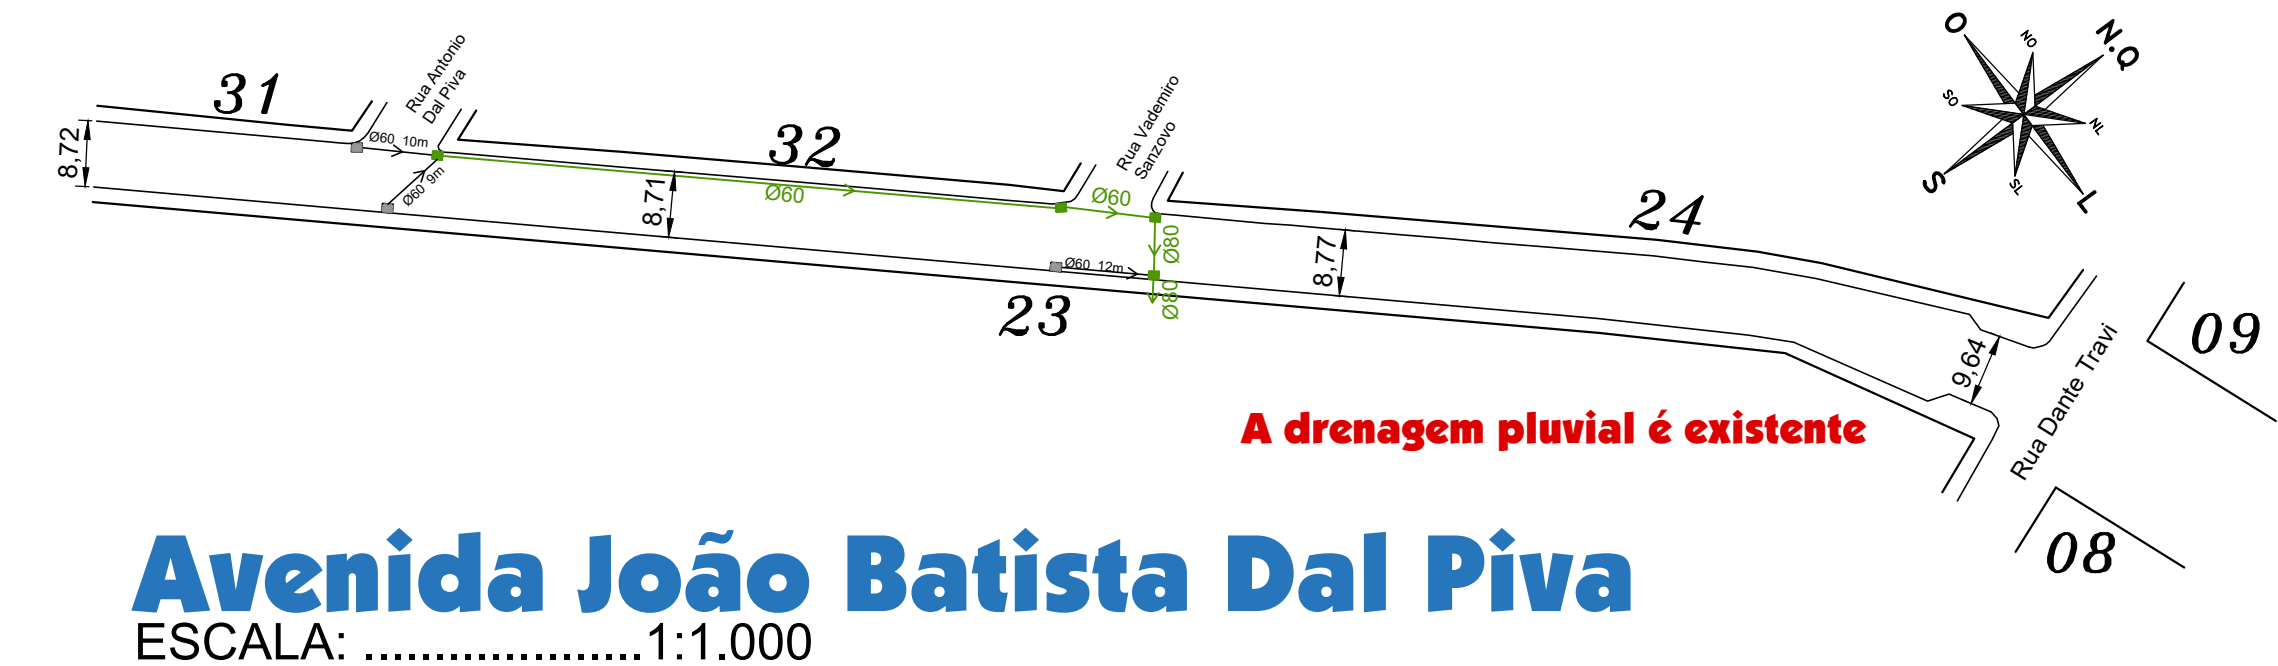 31
Rua Antonio
Dal Piva
8,72
Ø60 10m
Ø60 9m
32
Ø60
8,71
Rua Vademiro
Sanzovo
Ø60
Ø80
Ø60 12m
Ø80
23
24
8,77
O
NO
N.Q
SO
NL
S
SL
L
9,64
Rua Dante Travi
09
08
A drenagem pluvial é existente
Avenida João Batista Dal Piva
ESCALA: ....................1:1.000